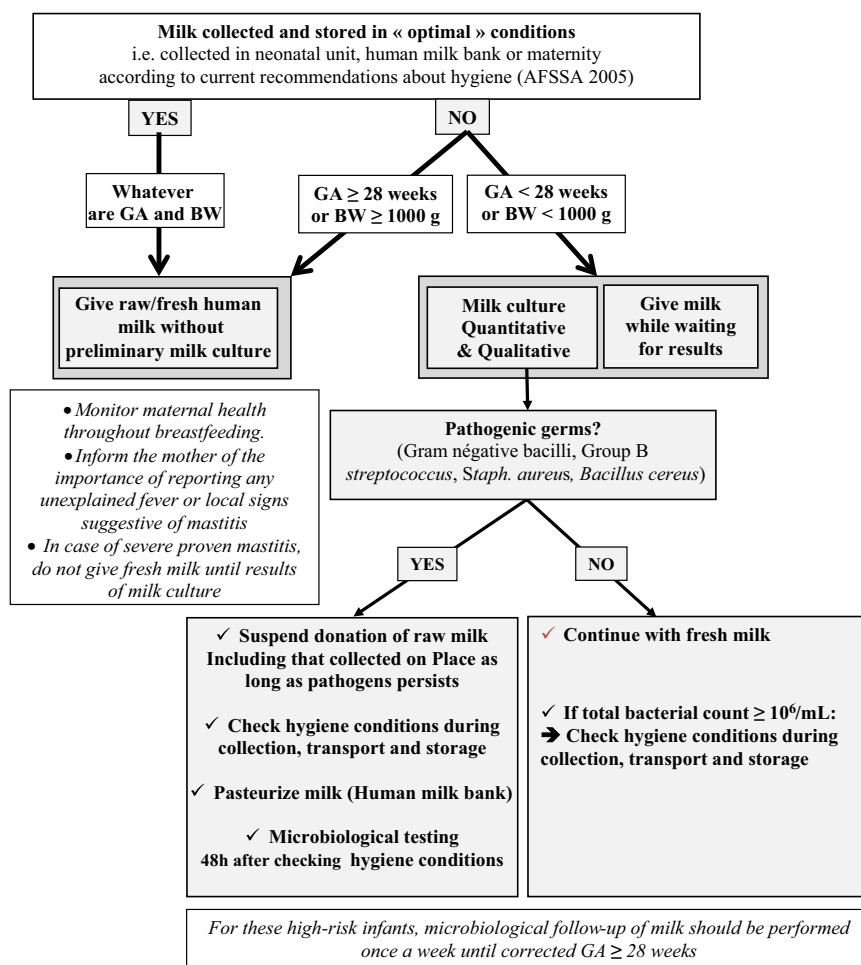 Milk collected and stored in « optimal » conditions
i.e. collected in neonatal unit, human milk bank or maternity
according to current recommendations about hygiene (AFSSA 2005)
YES
NO
Whatever
are GA and BW
GA ≥ 28 weeks
or BW ≥ 1000 g
GA < 28 weeks
or BW < 1000 g
Give raw/fresh human
milk without
preliminary milk culture
Milk culture
Quantitative
& Qualitative
Give milk
while waiting
for results
• Monitor maternal health
throughout breastfeeding.
• Inform the mother of the
importance of reporting any
unexplained fever or local signs
suggestive of mastitis
• In case of severe proven mastitis,
do not give fresh milk until results
of milk culture
Pathogenic germs?
(Gram négative bacilli, Group B
streptococcus, Staph. aureus, Bacillus cereus)
YES
NO
✓ Suspend donation of raw milk
Including that collected on Place as
long as pathogens persists
✓ Check hygiene conditions during
collection, transport and storage
✓ Pasteurize milk (Human milk bank)
✓ Microbiological testing
48h after checking hygiene conditions
✓ Continue with fresh milk
✓ If total bacterial count ≥ 10⁶/mL:
➔ Check hygiene conditions during
collection, transport and storage
For these high-risk infants, microbiological follow-up of milk should be performed
once a week until corrected GA ≥ 28 weeks